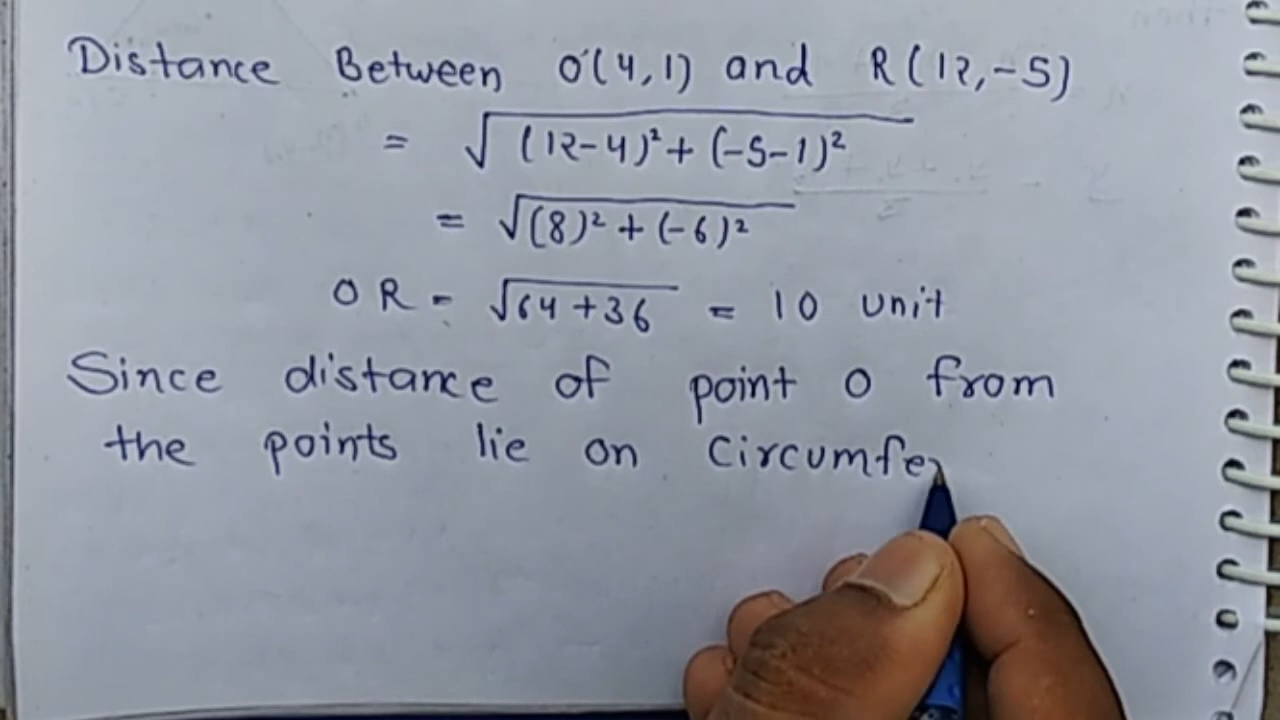 Distance Between O(4,1) and R(12,-5)
= √(12-4)²+(-5-1)²
= √(8)²+(-6)²
OR = √64+36 = 10 unit
Since distance of point O from
the points lie on Circumfer